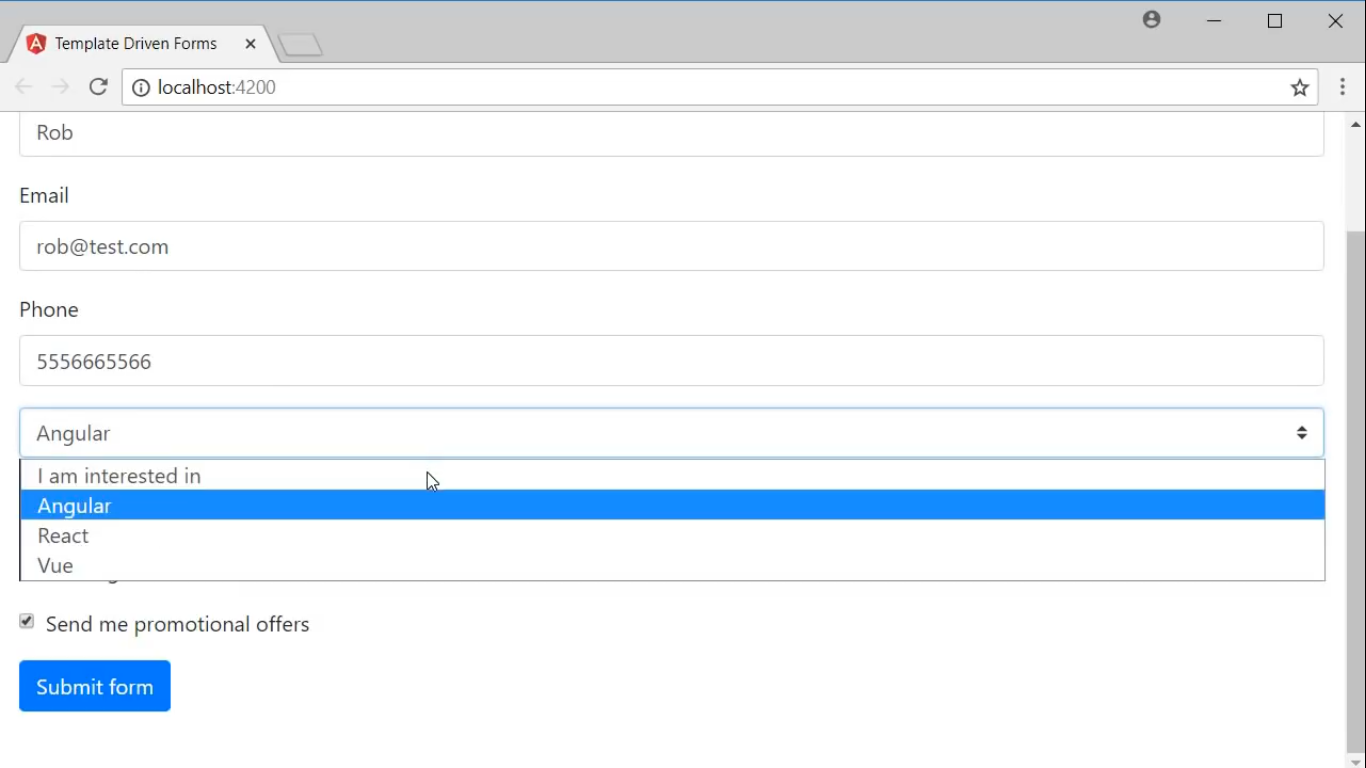 Template Driven Forms
localhost:4200
Rob
Email
rob@test.com
Phone
5556665566
Angular
I am interested in
Angular
React
Vue
Send me promotional offers
Submit form